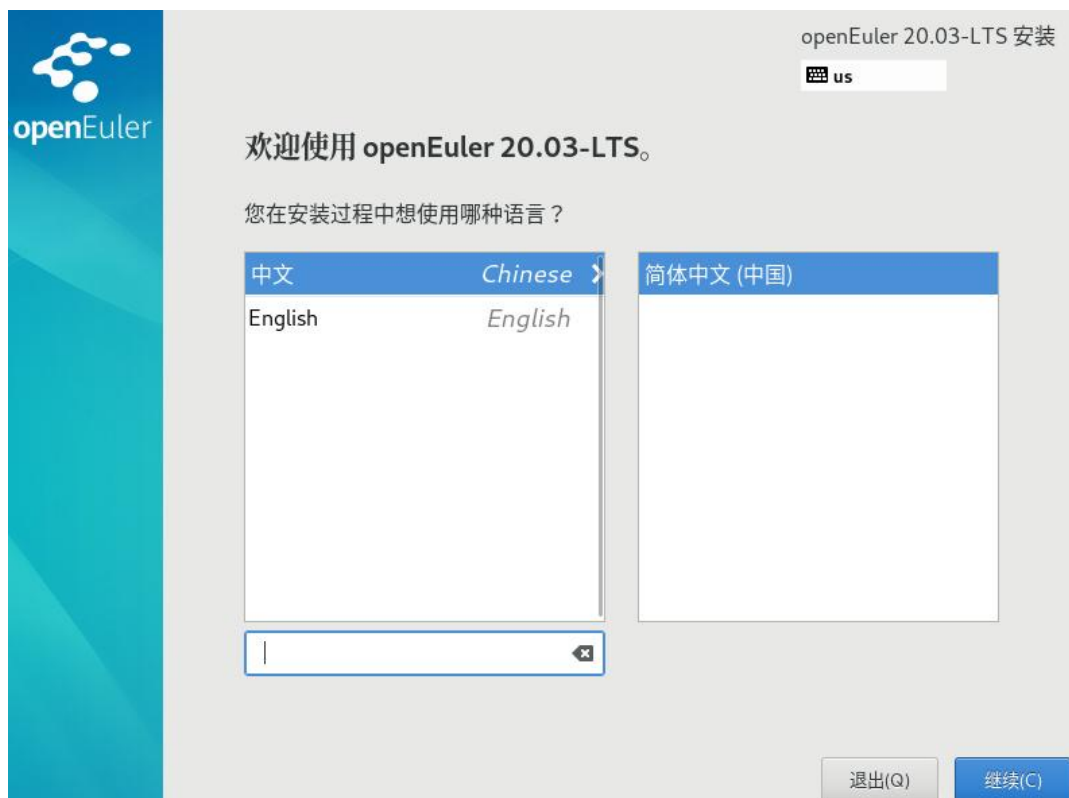 openEuler
openEuler 20.03-LTS 安装
us
欢迎使用 openEuler 20.03-LTS。
您在安装过程中想使用哪种语言？
中文 Chinese
English English
简体中文 (中国)
退出(Q) 继续(C)